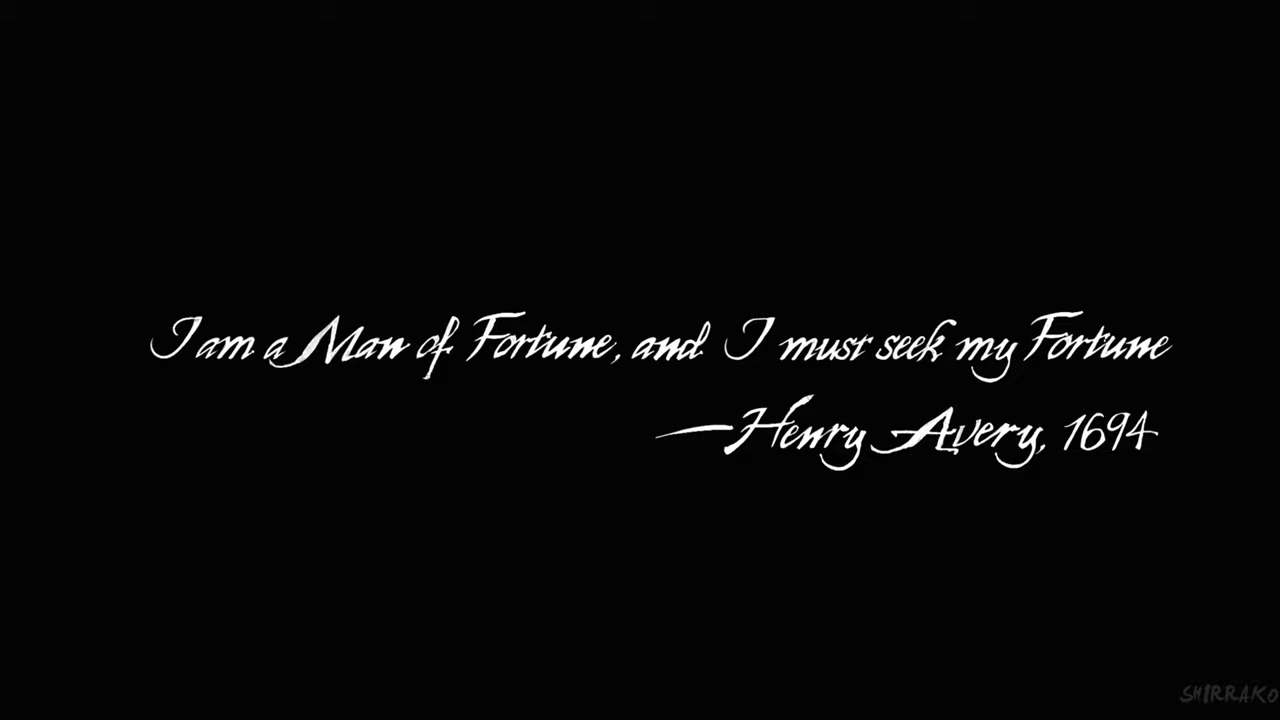 I am a Man of Fortune, and I must seek my Fortune
—Henry Avery, 1694
SHIRRAKO